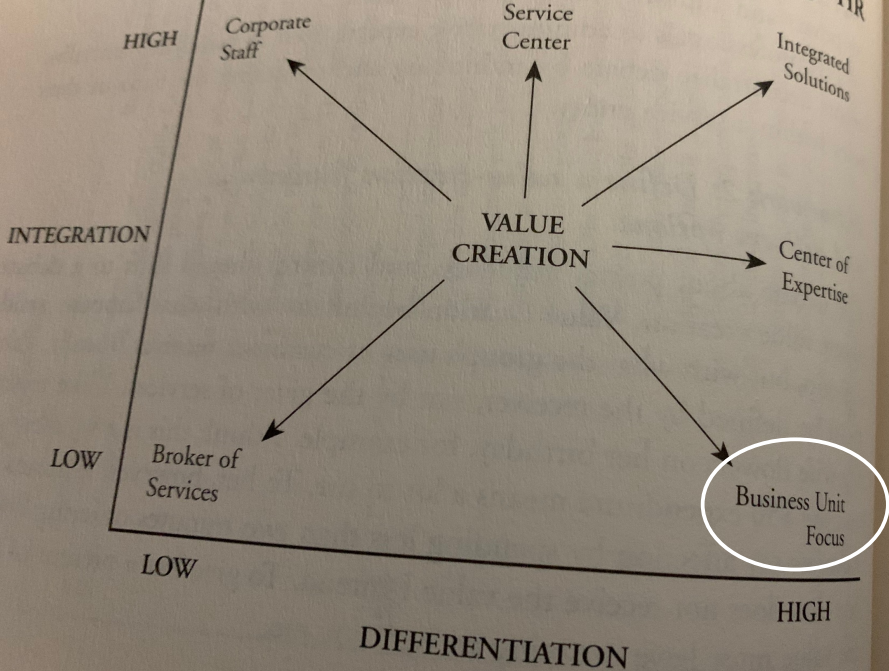 HIGH
Corporate
Staff
Service
Center
Integrated
Solutions
INTEGRATION
VALUE
CREATION
Center of
Expertise
LOW
Broker of
Services
Business Unit
Focus
LOW
HIGH
DIFFERENTIATION